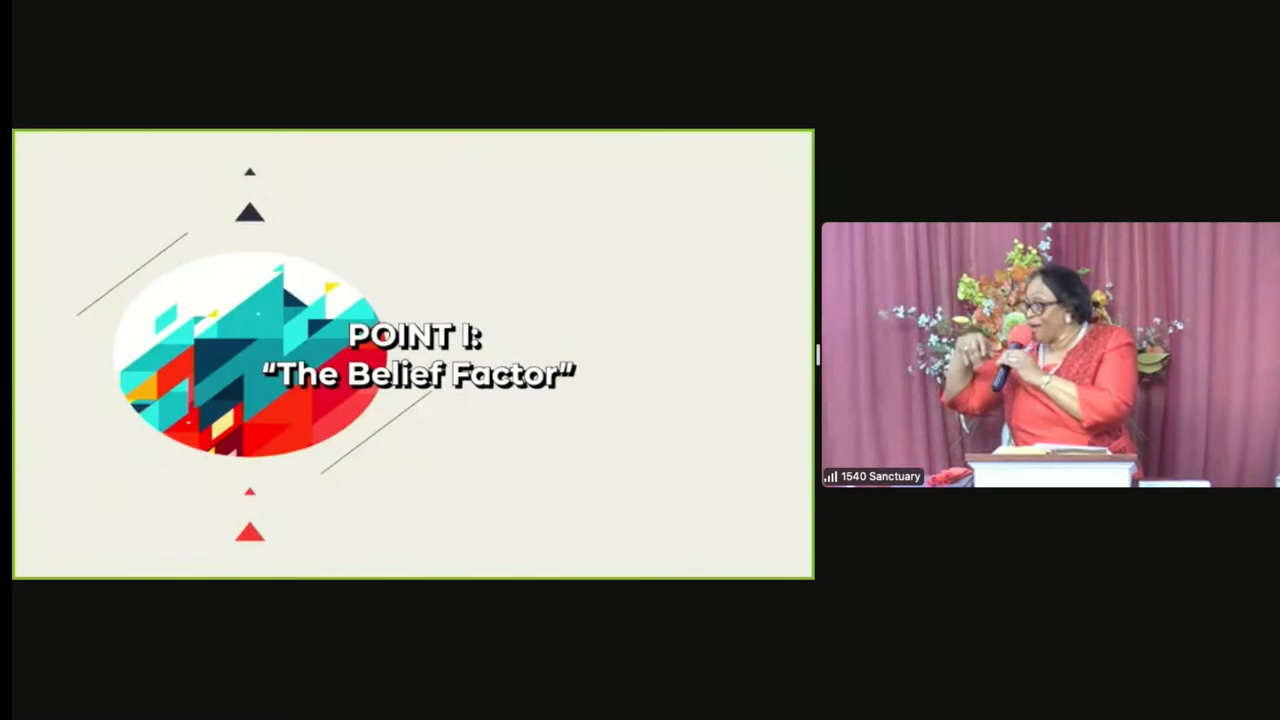 POINT I:
“The Belief Factor”
1540 Sanctuary